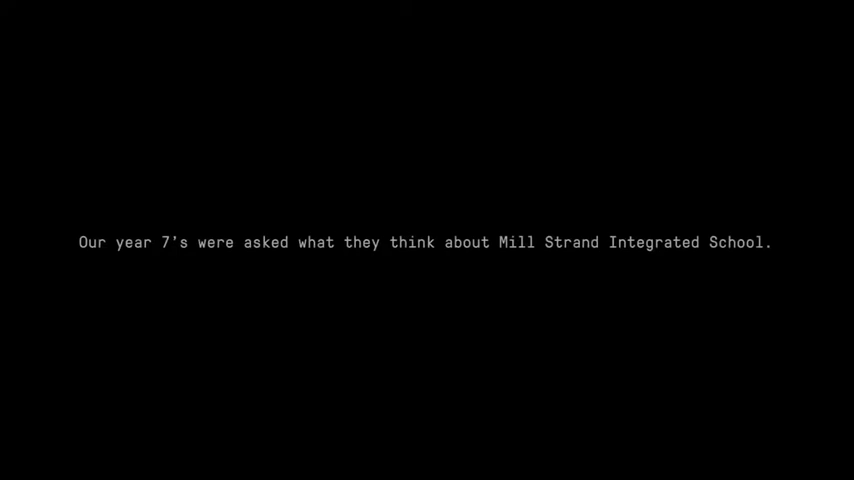 Our year 7’s were asked what they think about Mill Strand Integrated School.